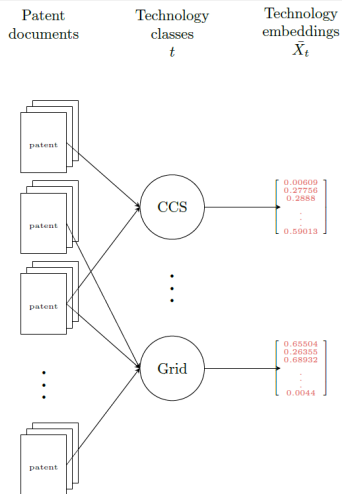 Patent
documents
Technology
classes
t
Technology
embeddings
X̄_t
patent
patent
patent
patent
CCS
Grid
0.00609
0.27756
0.2888
.
.
.
0.59013
0.65504
0.26355
0.68932
.
.
.
0.0044